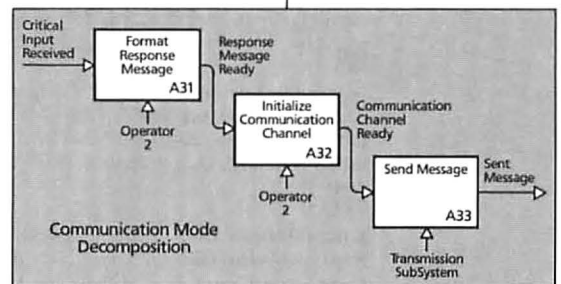 Critical
Input
Received
Format
Response
Message
A31
Response
Message
Ready
Operator
2
Initialize
Communication
Channel
A32
Communication
Channel
Ready
Operator
2
Send Message
A33
Sent
Message
Transmission
SubSystem
Communication Mode
Decomposition